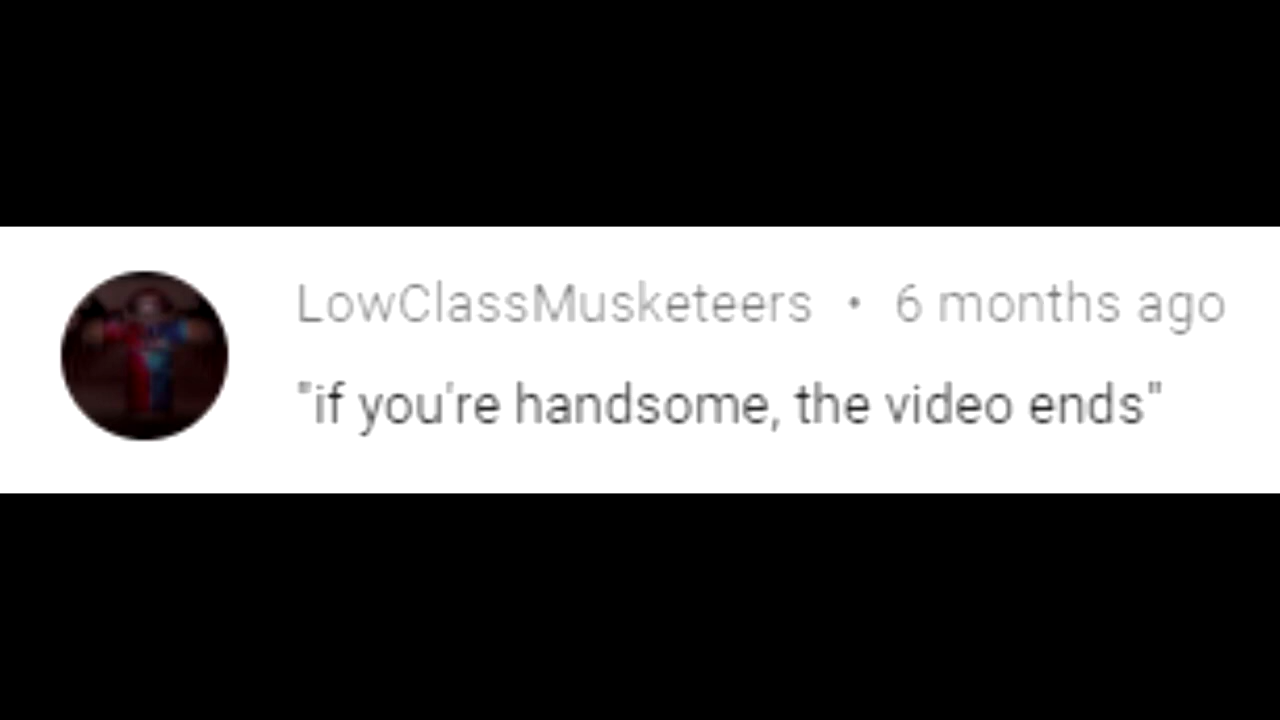 LowClassMusketeers • 6 months ago
"if you're handsome, the video ends"